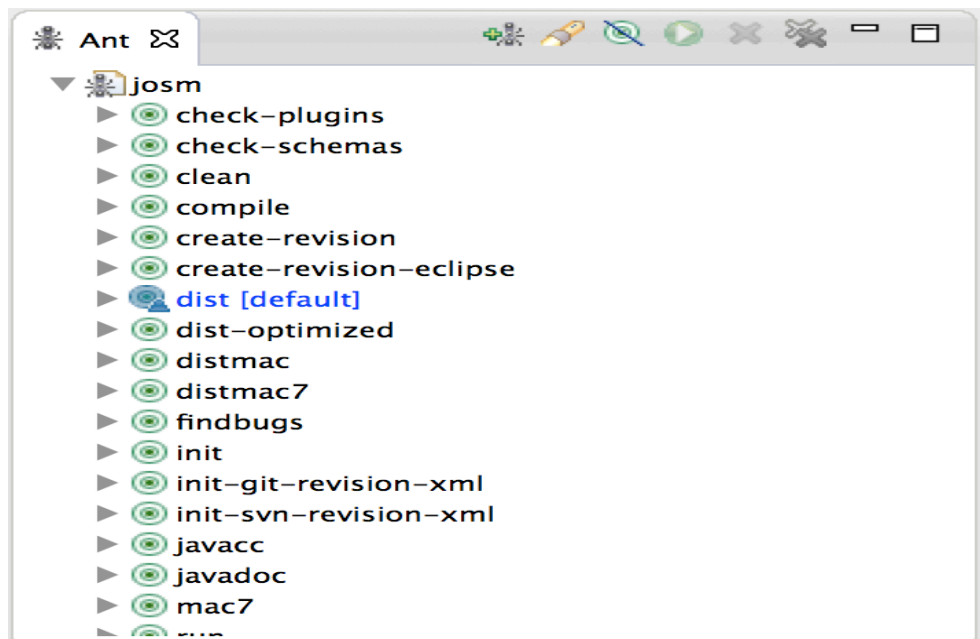 Ant
josm
check-plugins
check-schemas
clean
compile
create-revision
create-revision-eclipse
dist [default]
dist-optimized
distmac
distmac7
findbugs
init
init-git-revision-xml
init-svn-revision-xml
javacc
javadoc
mac7
run